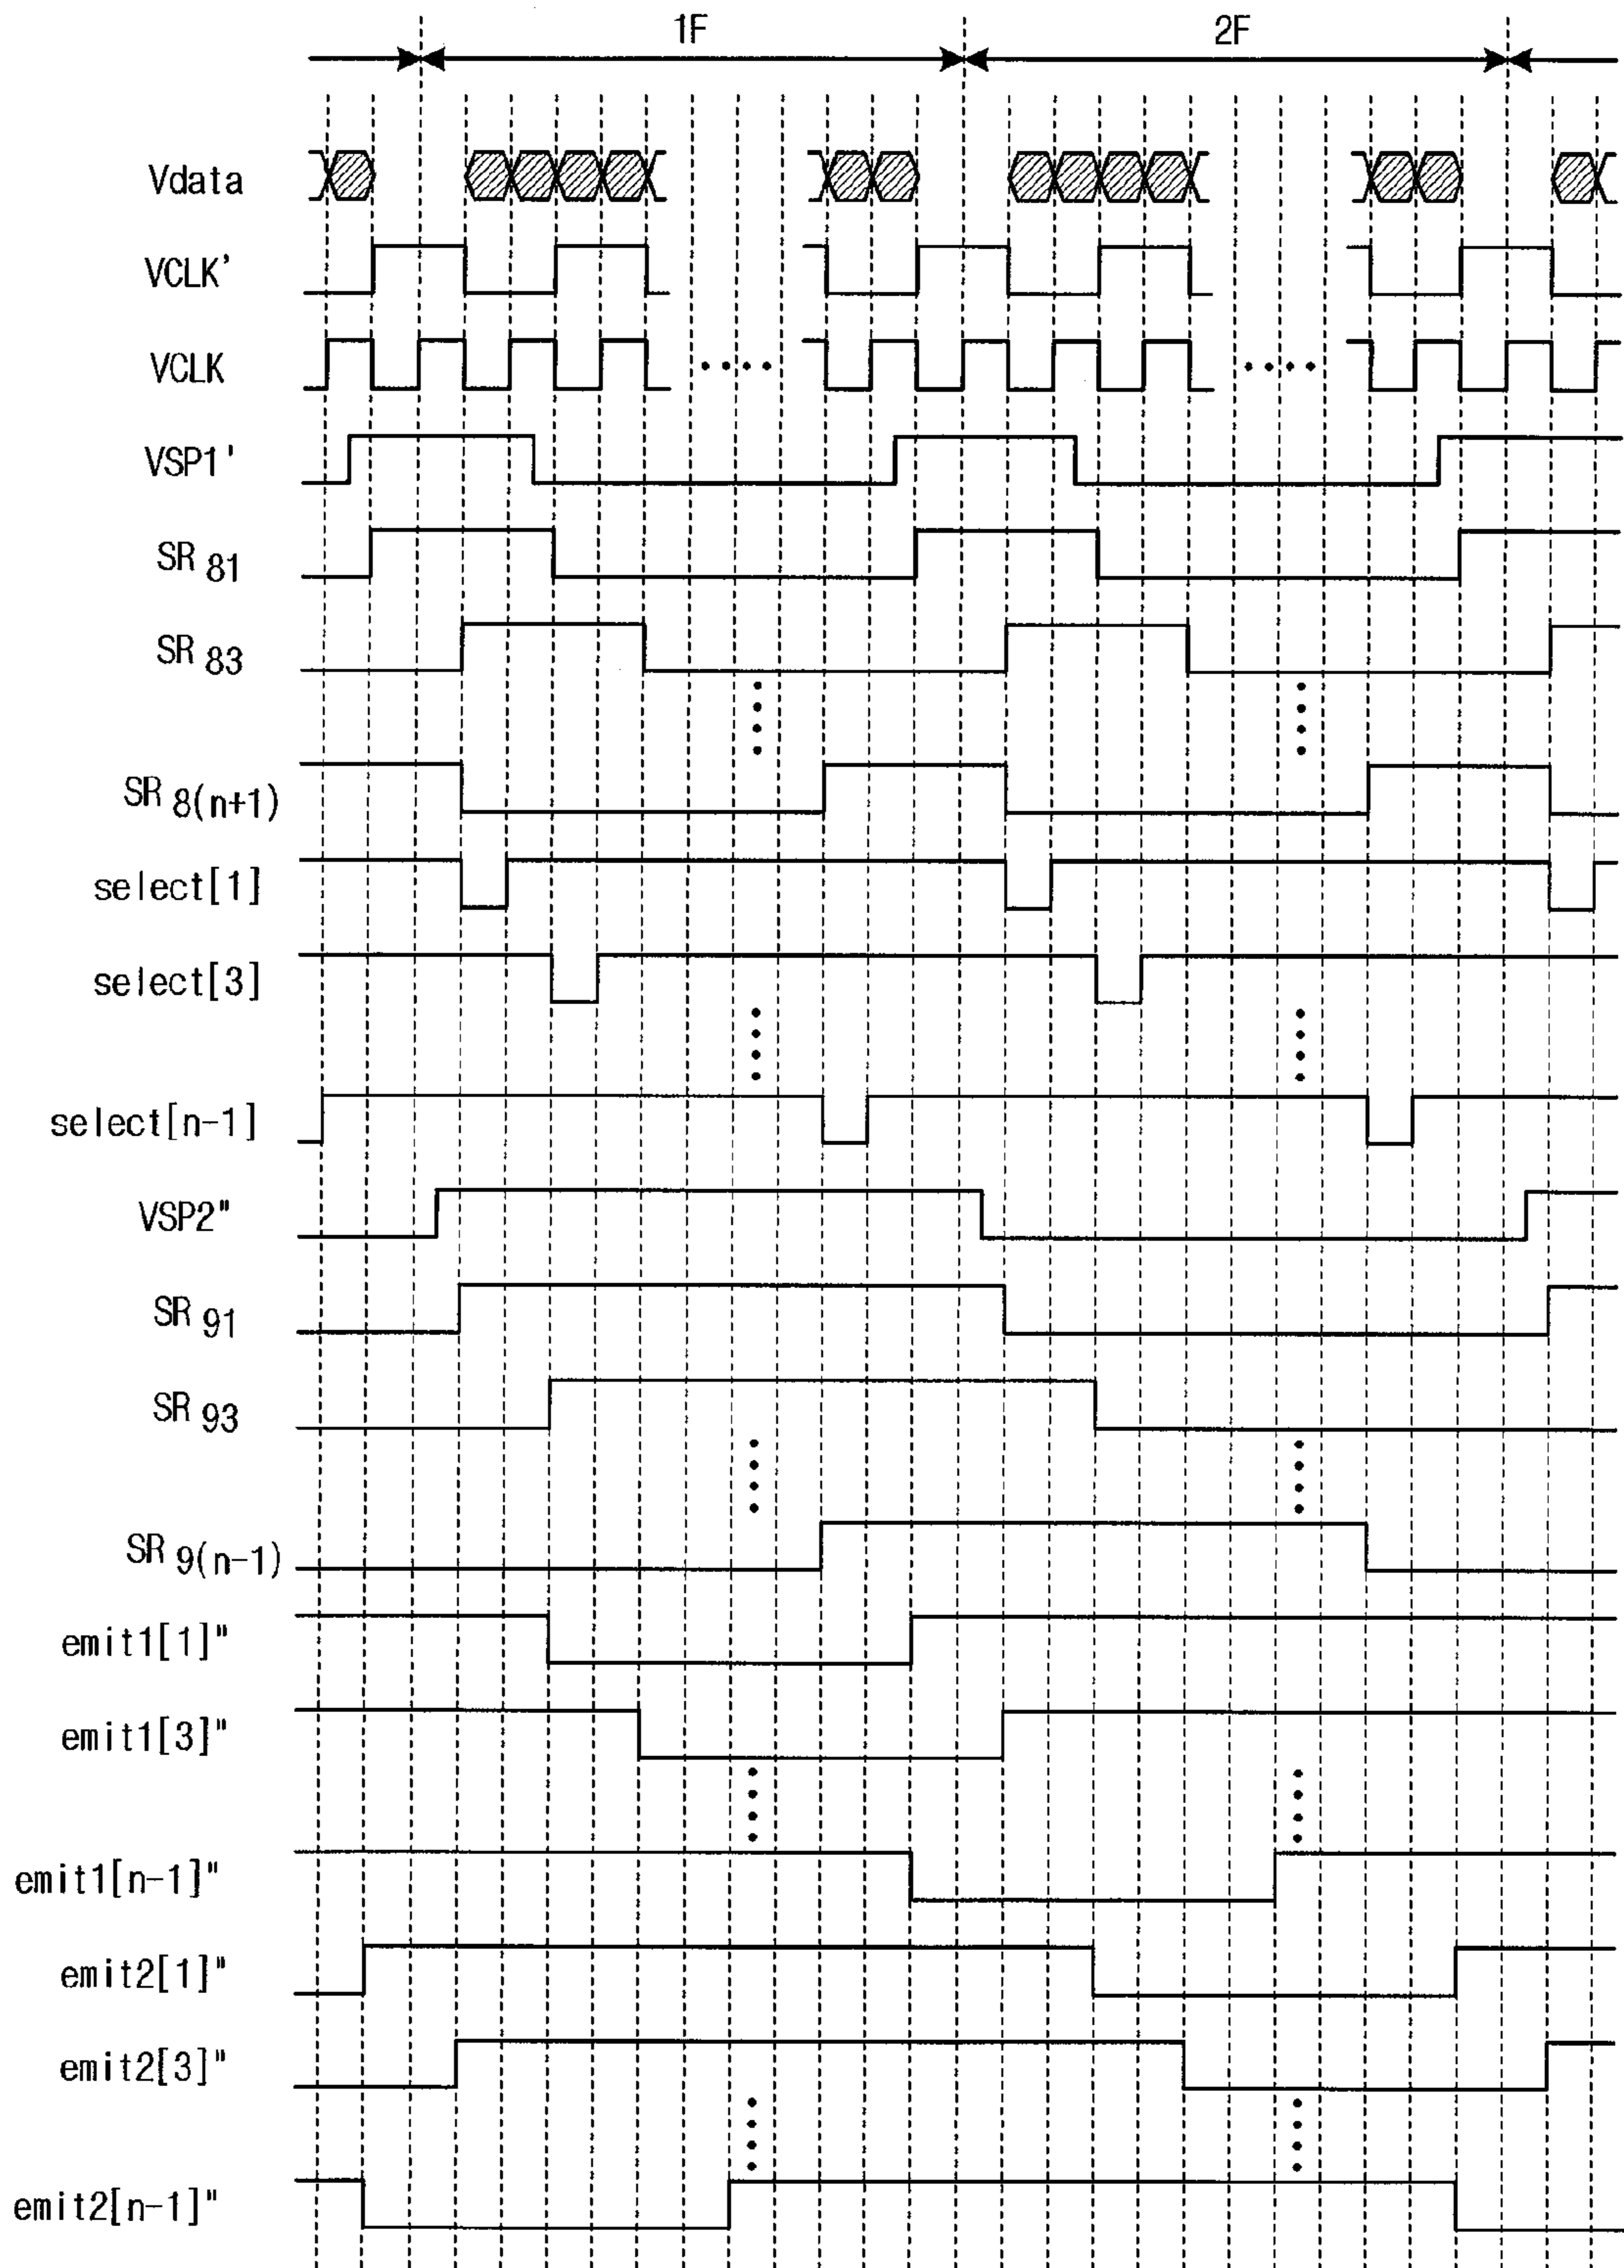 1F 2F
Vdata
VCLK'
VCLK
VSP1'
SR 81
SR 83
SR 8(n+1)
select[1]
select[3]
select[n-1]
VSP2"
SR 91
SR 93
SR 9(n-1)
emit1[1]"
emit1[3]"
emit1[n-1]"
emit2[1]"
emit2[3]"
emit2[n-1]"